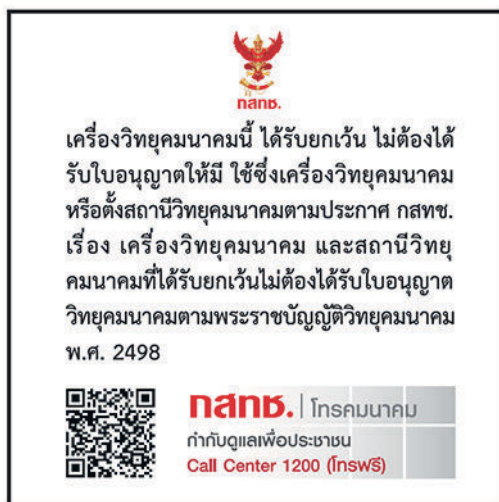 กสทช.
เครื่องวิทยุคมนาคมนี้ ได้รับยกเว้น ไม่ต้องได้
รับใบอนุญาตให้มี ใช้ซึ่งเครื่องวิทยุคมนาคม
หรือตั้งสถานีวิทยุคมนาคมตามประกาศ กสทช.
เรื่อง เครื่องวิทยุคมนาคม และสถานีวิทยุ
คมนาคมที่ได้รับยกเว้นไม่ต้องได้รับใบอนุญาต
วิทยุคมนาคมตามพระราชบัญญัติวิทยุคมนาคม
พ.ศ. 2498
กสทช. | โทรคมนาคม
กำกับดูแลเพื่อประชาชน
Call Center 1200 (โทรฟรี)